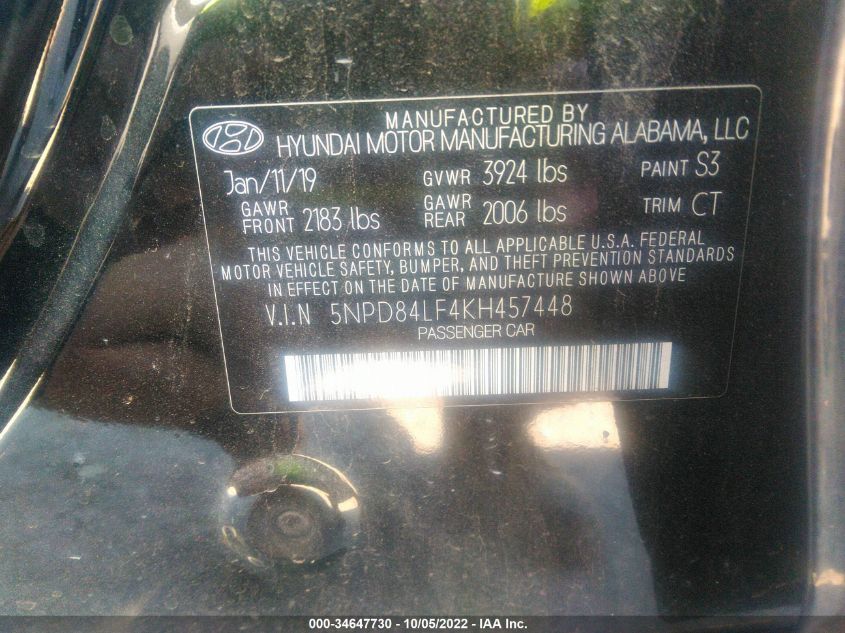 MANUFACTURED BY
HYUNDAI MOTOR MANUFACTURING ALABAMA, LLC
Jan/11/19 GVWR 3924 lbs PAINT S3
GAWR FRONT 2183 lbs GAWR REAR 2006 lbs TRIM CT
THIS VEHICLE CONFORMS TO ALL APPLICABLE U.S.A. FEDERAL
MOTOR VEHICLE SAFETY, BUMPER, AND THEFT PREVENTION STANDARDS
IN EFFECT ON THE DATE OF MANUFACTURE SHOWN ABOVE
V.I.N 5NPD84LF4KH457448
PASSENGER CAR
000-34647730 - 10/05/2022 - IAA Inc.